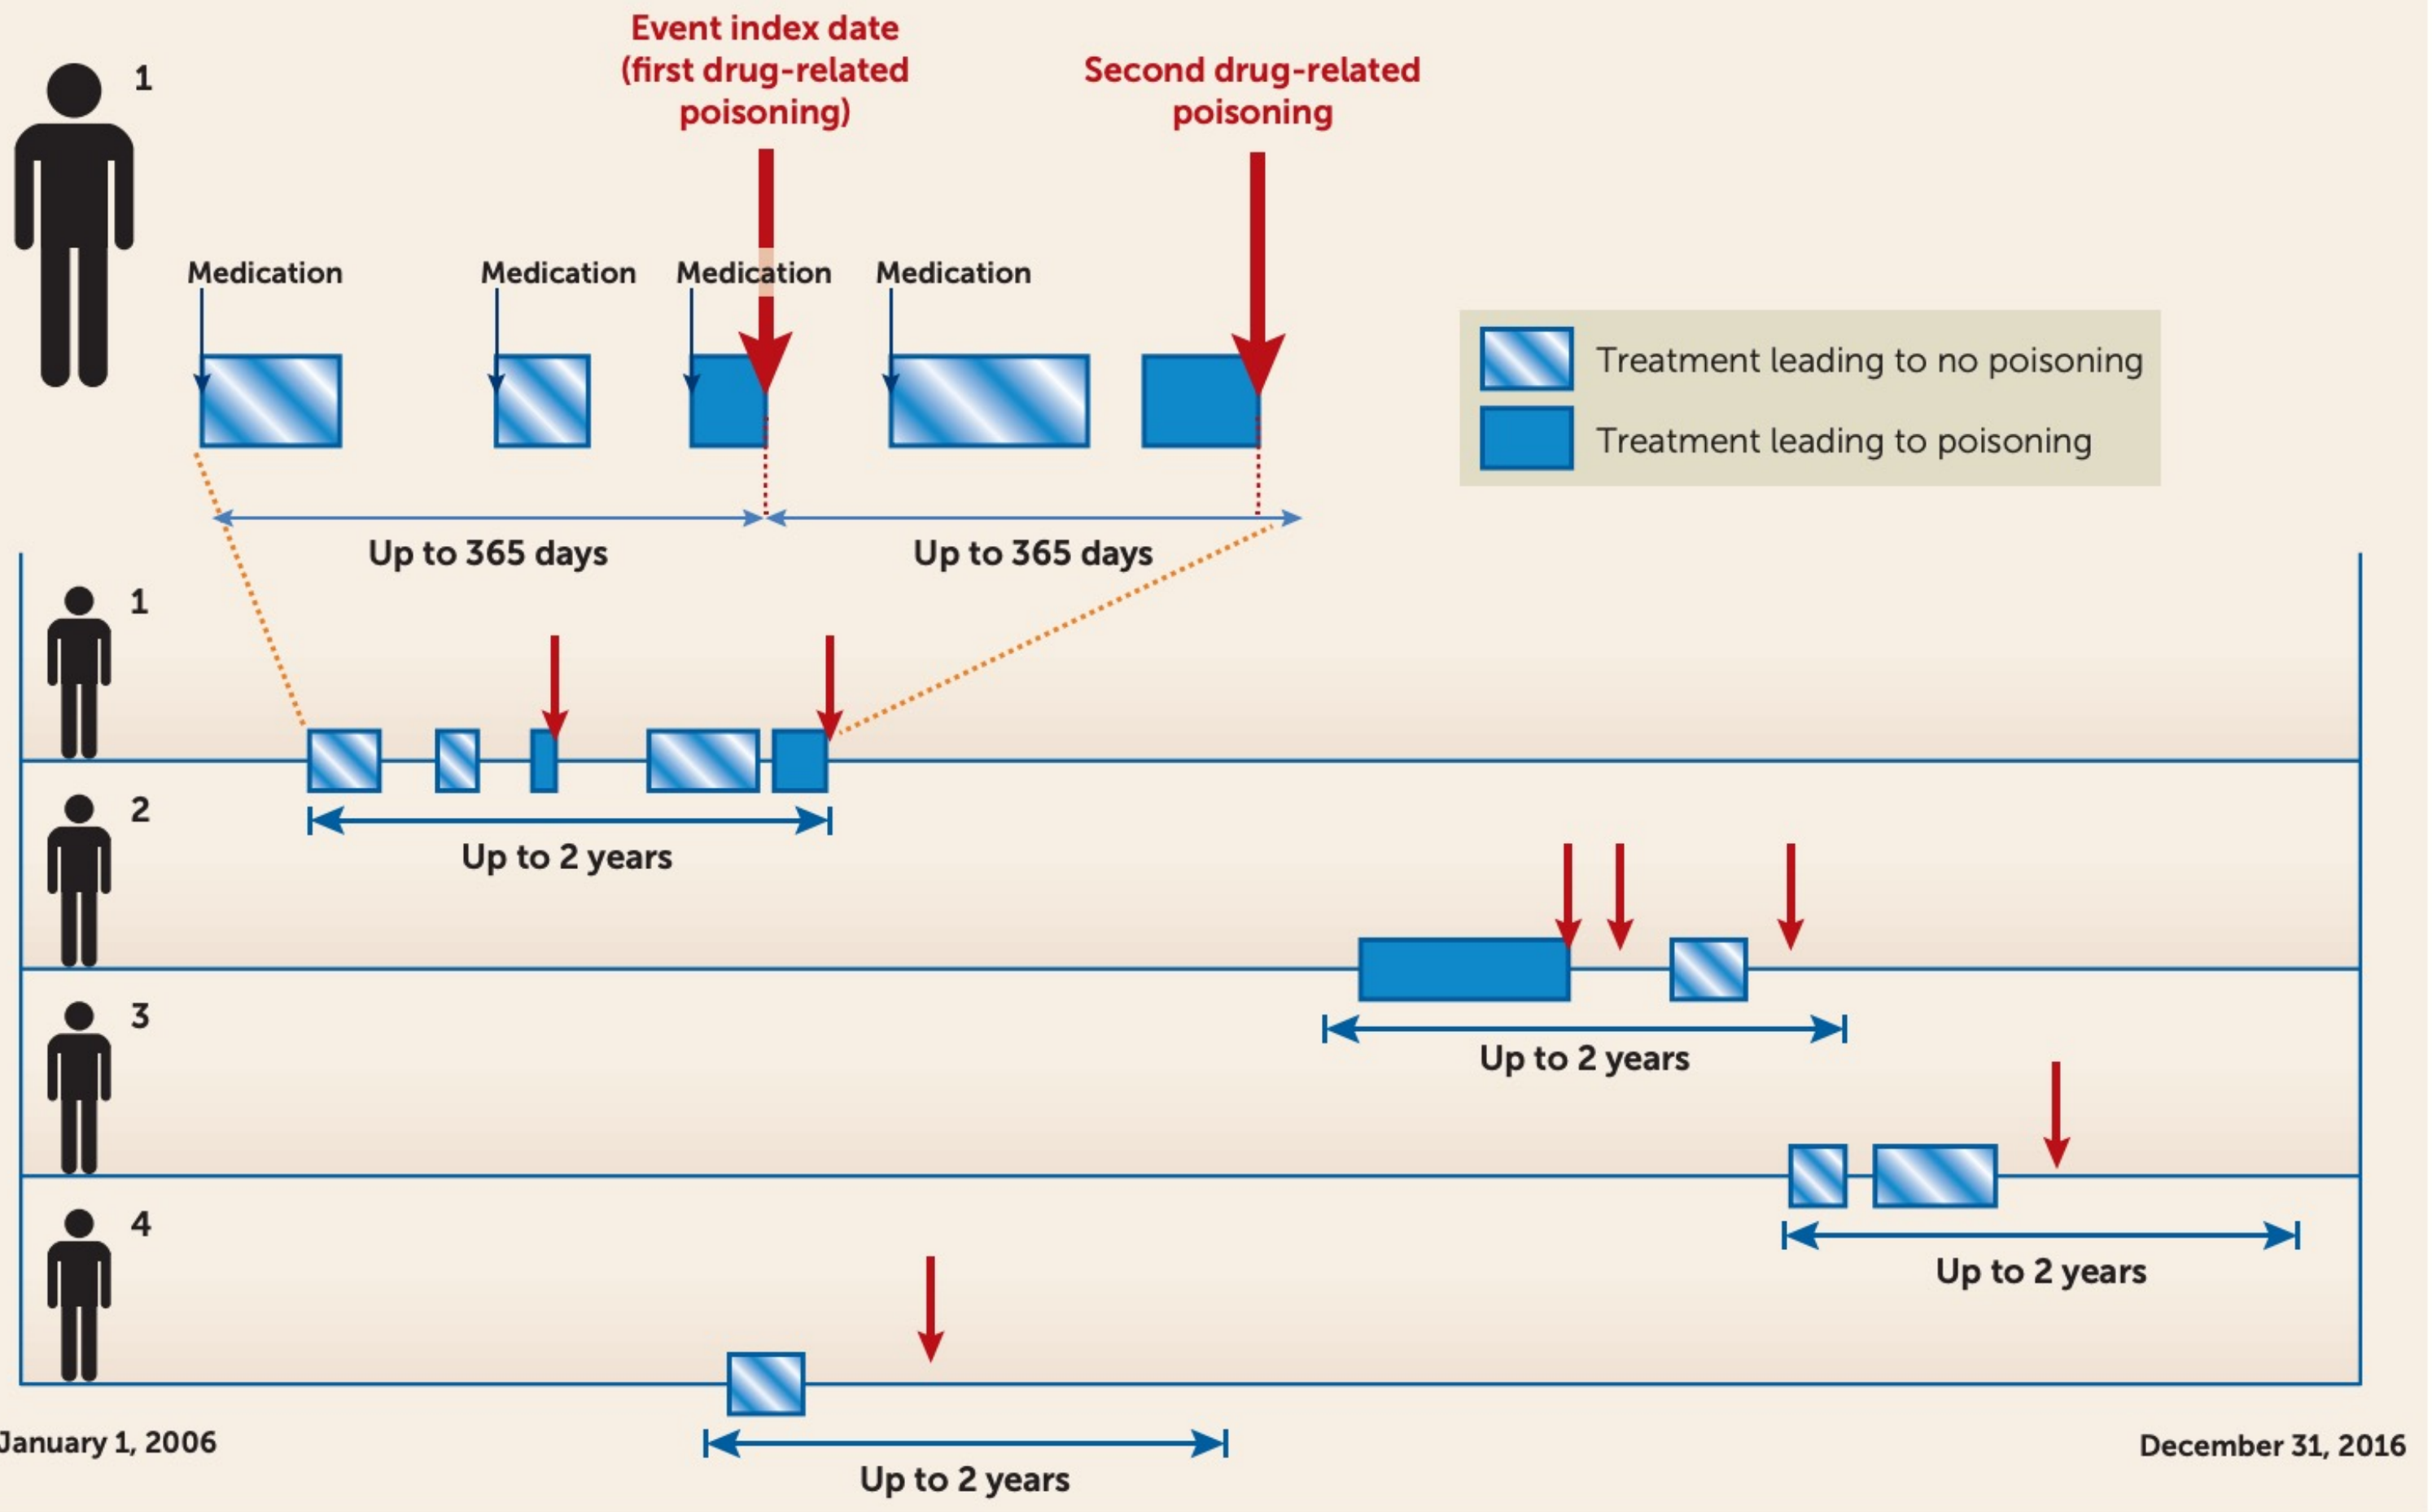 Event index date
(first drug-related
poisoning)
Second drug-related
poisoning
1
Medication
Medication
Medication
Medication
Treatment leading to no poisoning
Treatment leading to poisoning
Up to 365 days
Up to 365 days
1
2
Up to 2 years
3
Up to 2 years
4
Up to 2 years
January 1, 2006
December 31, 2016
Up to 2 years